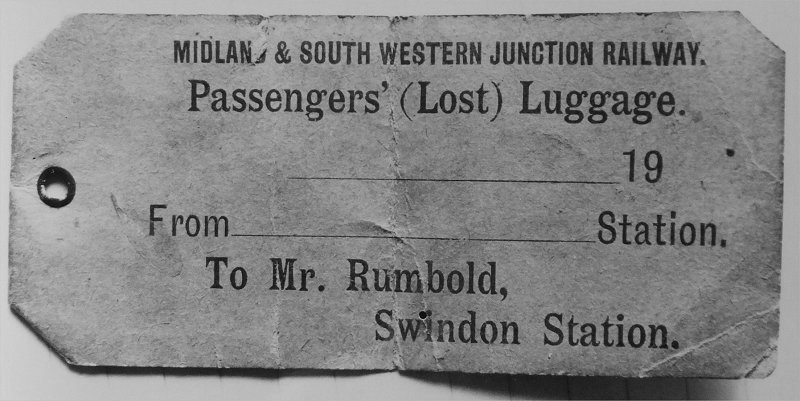 MIDLAND & SOUTH WESTERN JUNCTION RAILWAY.
Passengers' (Lost) Luggage.
19
From Station.
To Mr. Rumbold,
Swindon Station.